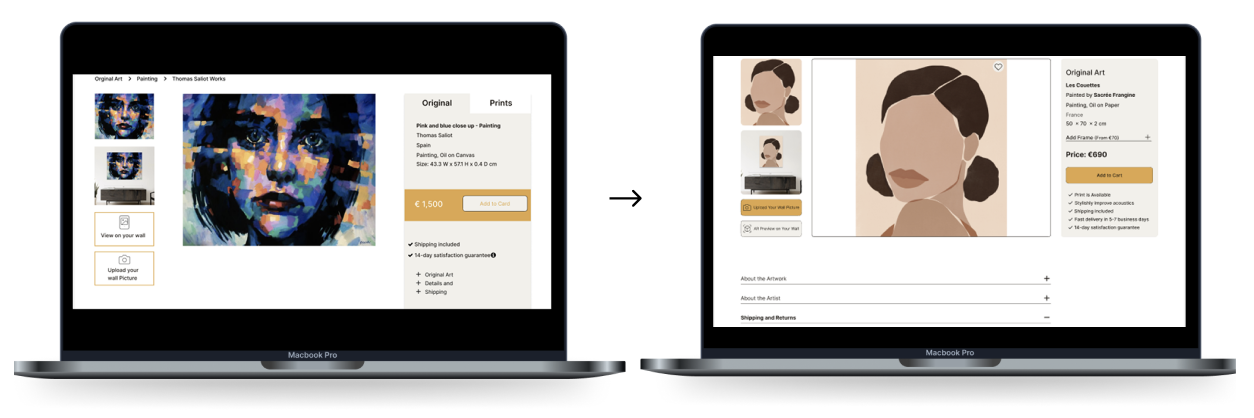 Orginal Art > Painting > Thomas Saliot Works
Original
Prints
Pink and blue close up - Painting
Thomas Saliot
Spain
Painting, Oil on Canvas
Size: 43.3 W x 57.1 H x 0.4 D cm
€ 1,500
Add to Card
View on your wall
Upload your
wall Picture
Shipping included
14-day satisfaction guarantee
Original Art
Details and
Shipping
Macbook Pro
Original Art
Les Couettes
Painted by Sacrée Frangine
Painting, Oil on Paper
France
50 × 70 × 2 cm
Add Frame (From €70)
Price: €690
Add to Cart
Print is Available
Stylishly improve acoustics
Shipping included
Fast delivery in 5-7 business days
14-day satisfaction guarantee
Upload Your Wall Picture
AR Preview on Your Wall
About the Artwork
About the Artist
Shipping and Returns
Macbook Pro